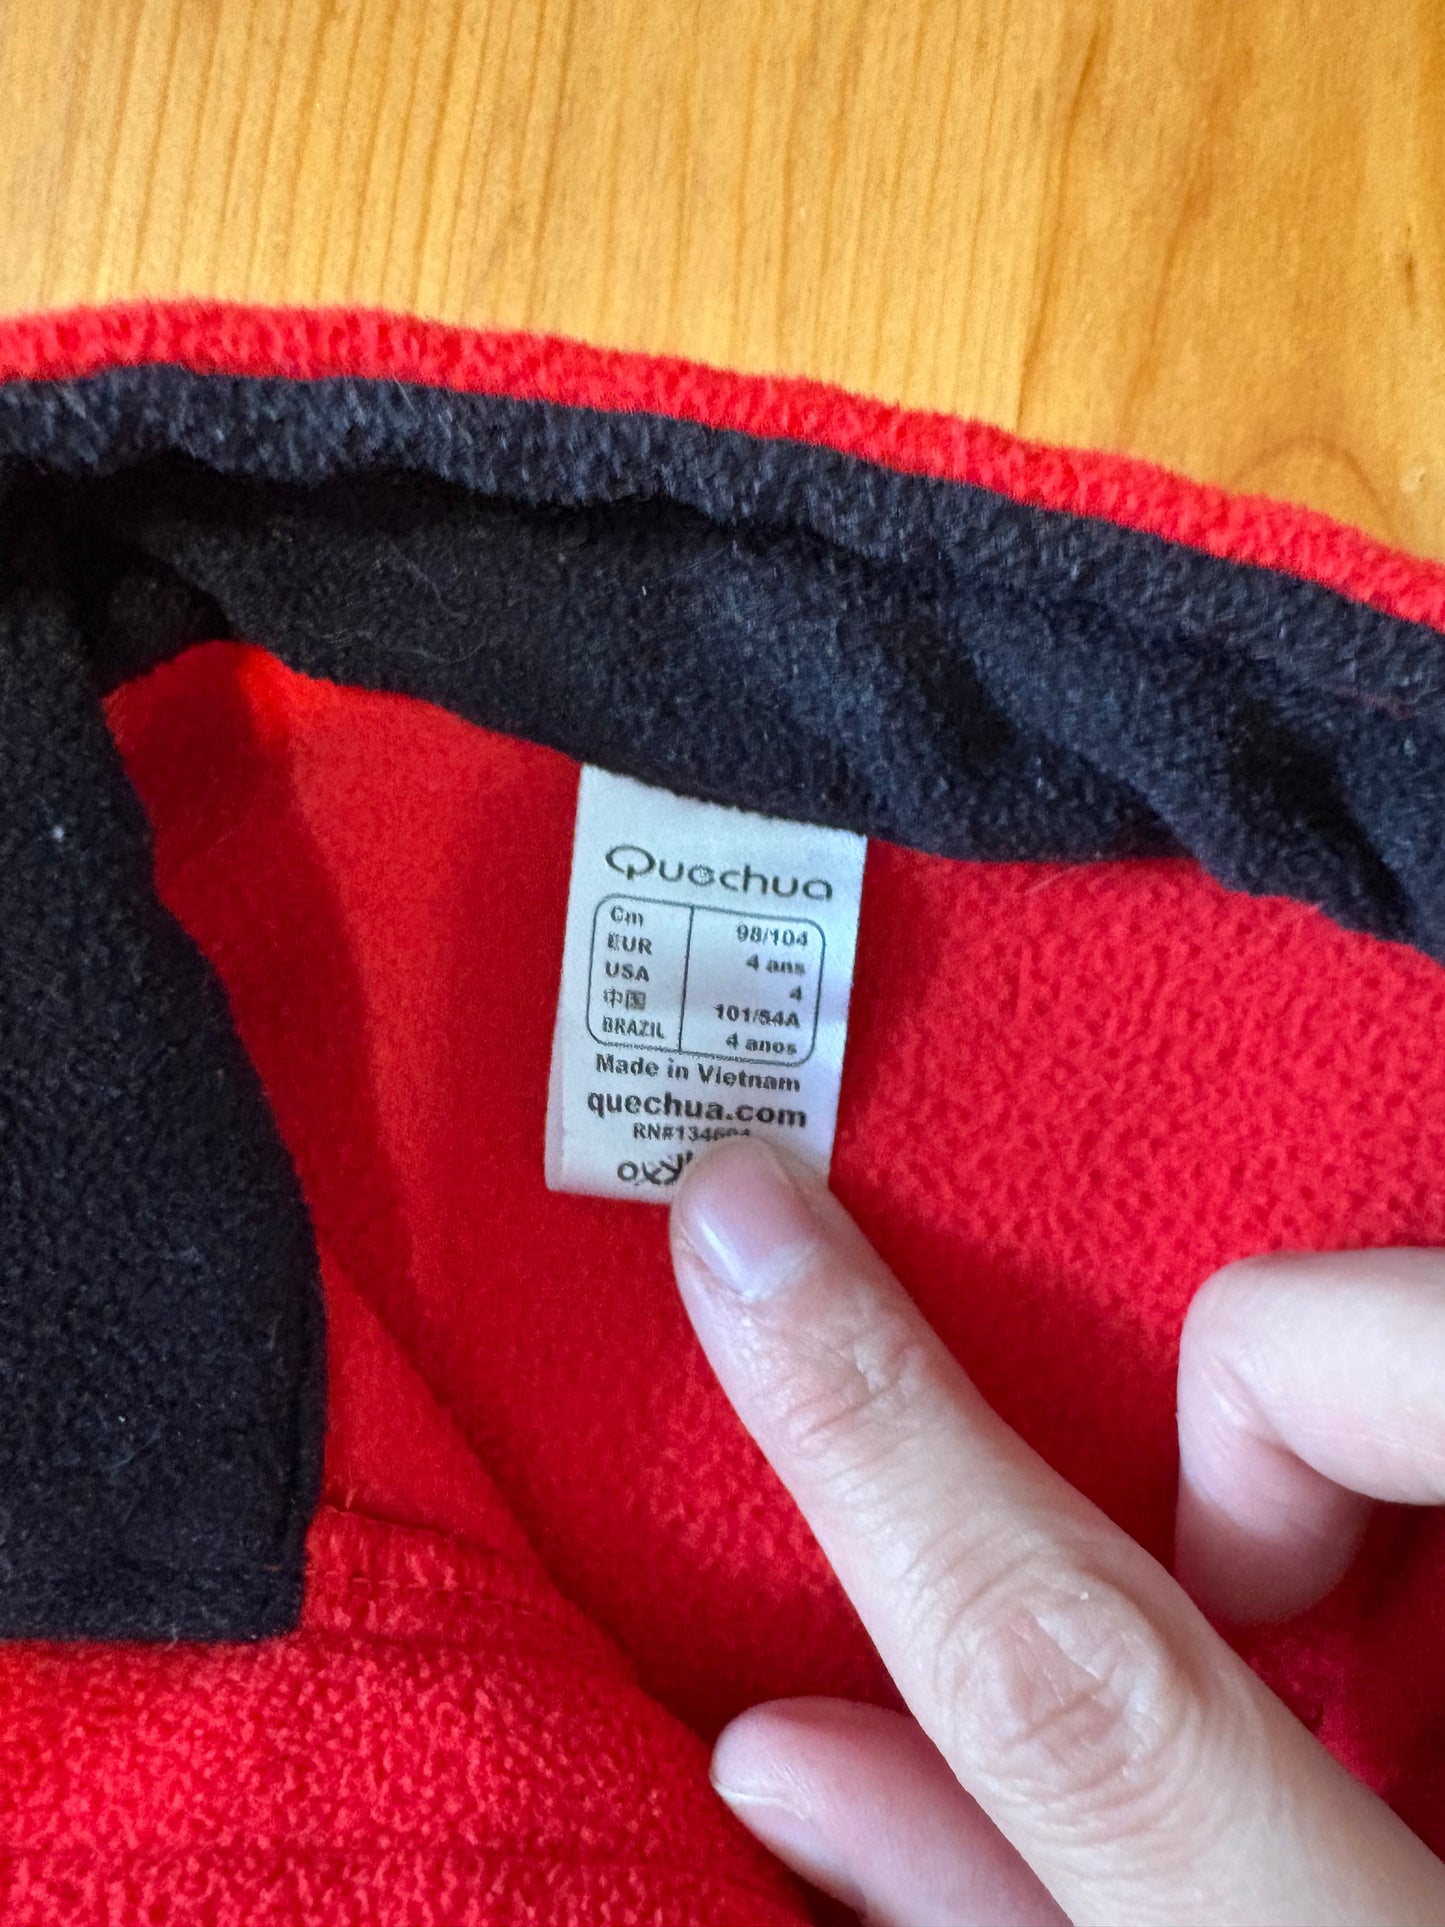 Quechua
Cm 98/104
EUR 4 ans
USA 4
中国 101/54A
BRAZIL 4 anos
Made in Vietnam
quechua.com